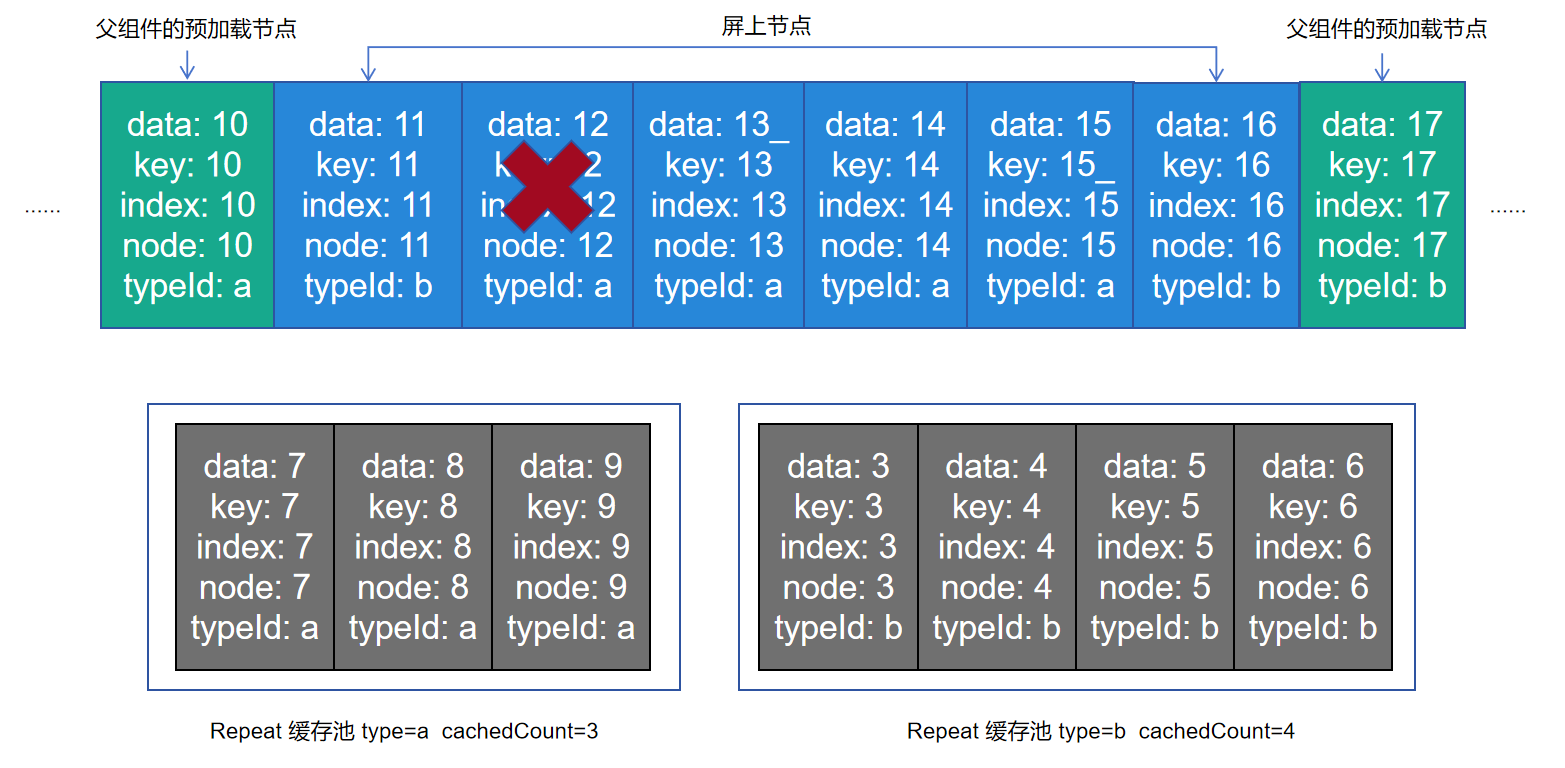 父组件的预加载节点
屏上节点
父组件的预加载节点
......
data: 10
key: 10
index: 10
node: 10
typeId: a
data: 11
key: 11
index: 11
node: 11
typeId: b
data: 12
12
node: 12
typeId: a
data: 13_
key: 13
index: 13
node: 13
typeId: a
data: 14
key: 14
index: 14
node: 14
typeId: a
data: 15
key: 15_
index: 15
node: 15
typeId: a
data: 16
key: 16
index: 16
node: 16
typeId: b
data: 17
key: 17
index: 17
node: 17
typeId: b
......
data: 7
key: 7
index: 7
node: 7
typeId: a
data: 8
key: 8
index: 8
node: 8
typeId: a
data: 9
key: 9
index: 9
node: 9
typeId: a
data: 3
key: 3
index: 3
node: 3
typeId: b
data: 4
key: 4
index: 4
node: 4
typeId: b
data: 5
key: 5
index: 5
node: 5
typeId: b
data: 6
key: 6
index: 6
node: 6
typeId: b
Repeat 缓存池 type=a cachedCount=3
Repeat 缓存池 type=b cachedCount=4